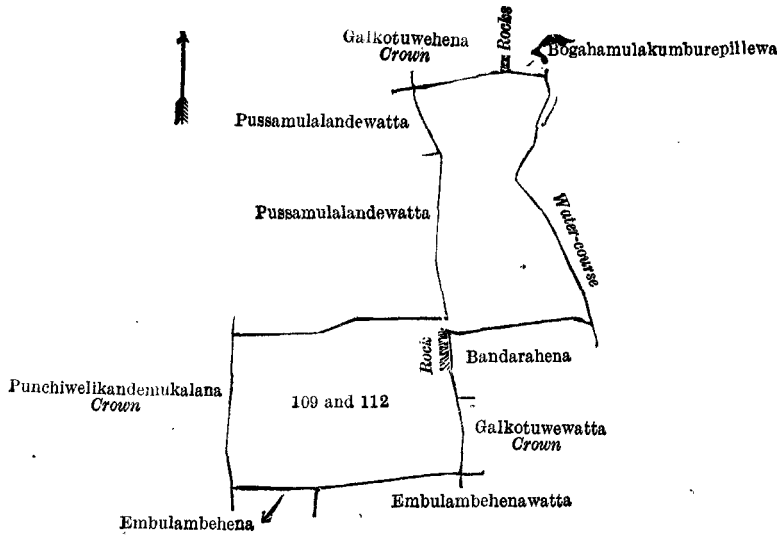 Galkotuwehena
Crown
Rocks
Bogahamulakumburepillewa
Pussamulalandewatta
Pussamulalandewatta
Water-course
Rock
Bandarahena
Punchiwelikandemukalana
Crown
109 and 112
Galkotuwewatta
Crown
Embulambehenawatta
Embulambehena